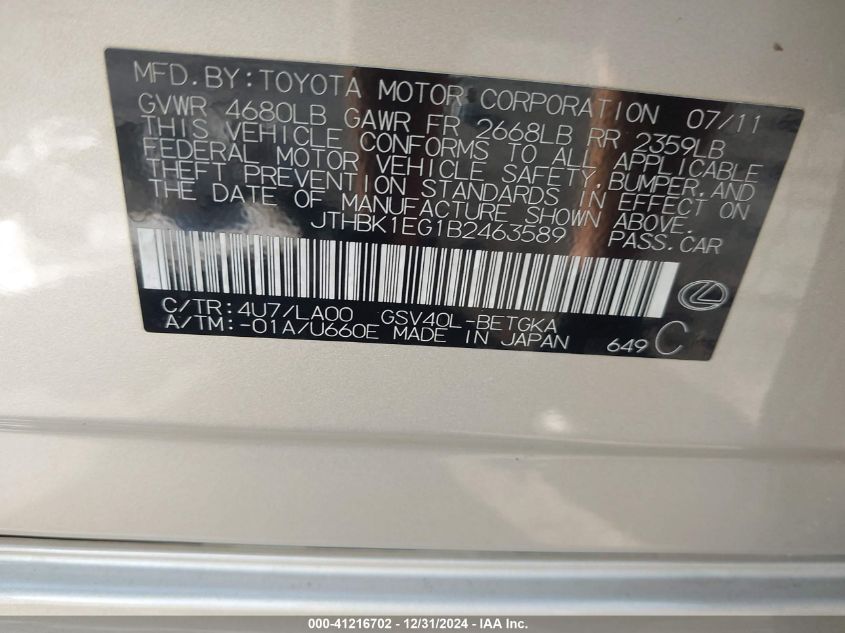 MFD. BY: TOYOTA MOTOR CORPORATION 07/11
GVWR 4680LB GAWR FR 2668LB RR 2359LB
THIS VEHICLE CONFORMS TO ALL APPLICABLE
FEDERAL MOTOR VEHICLE SAFETY, BUMPER, AND
THEFT PREVENTION STANDARDS IN EFFECT ON
THE DATE OF MANUFACTURE SHOWN ABOVE.
JTHBK1EG1B2463589 PASS. CAR
C/TR: 4U7/LA00 GSV40L-BETGKA
A/TM: -01A/U660E MADE IN JAPAN 649 C
000-41216702 - 12/31/2024 - IAA Inc.